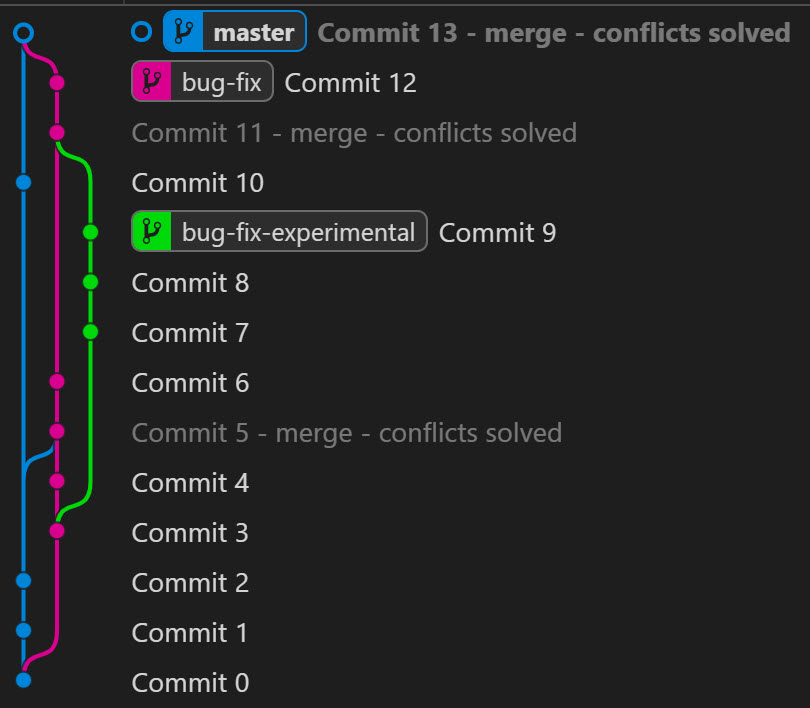 master Commit 13 - merge - conflicts solved
bug-fix Commit 12
Commit 11 - merge - conflicts solved
Commit 10
bug-fix-experimental Commit 9
Commit 8
Commit 7
Commit 6
Commit 5 - merge - conflicts solved
Commit 4
Commit 3
Commit 2
Commit 1
Commit 0